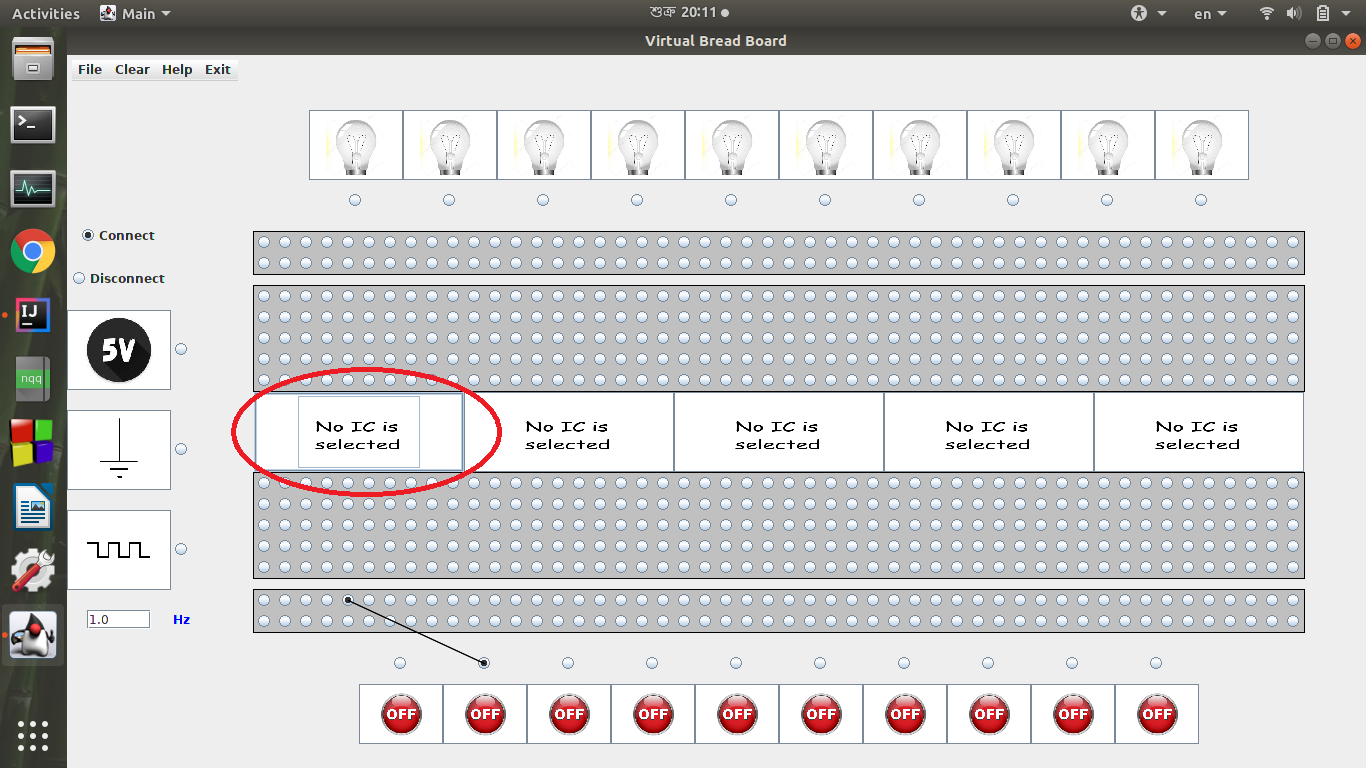 Activities Main শুক্র 20:11 en
Virtual Bread Board
File Clear Help Exit
Connect
Disconnect
5V
No IC is selected No IC is selected No IC is selected No IC is selected No IC is selected
1.0 Hz
OFF OFF OFF OFF OFF OFF OFF OFF OFF OFF
IJ
nqq